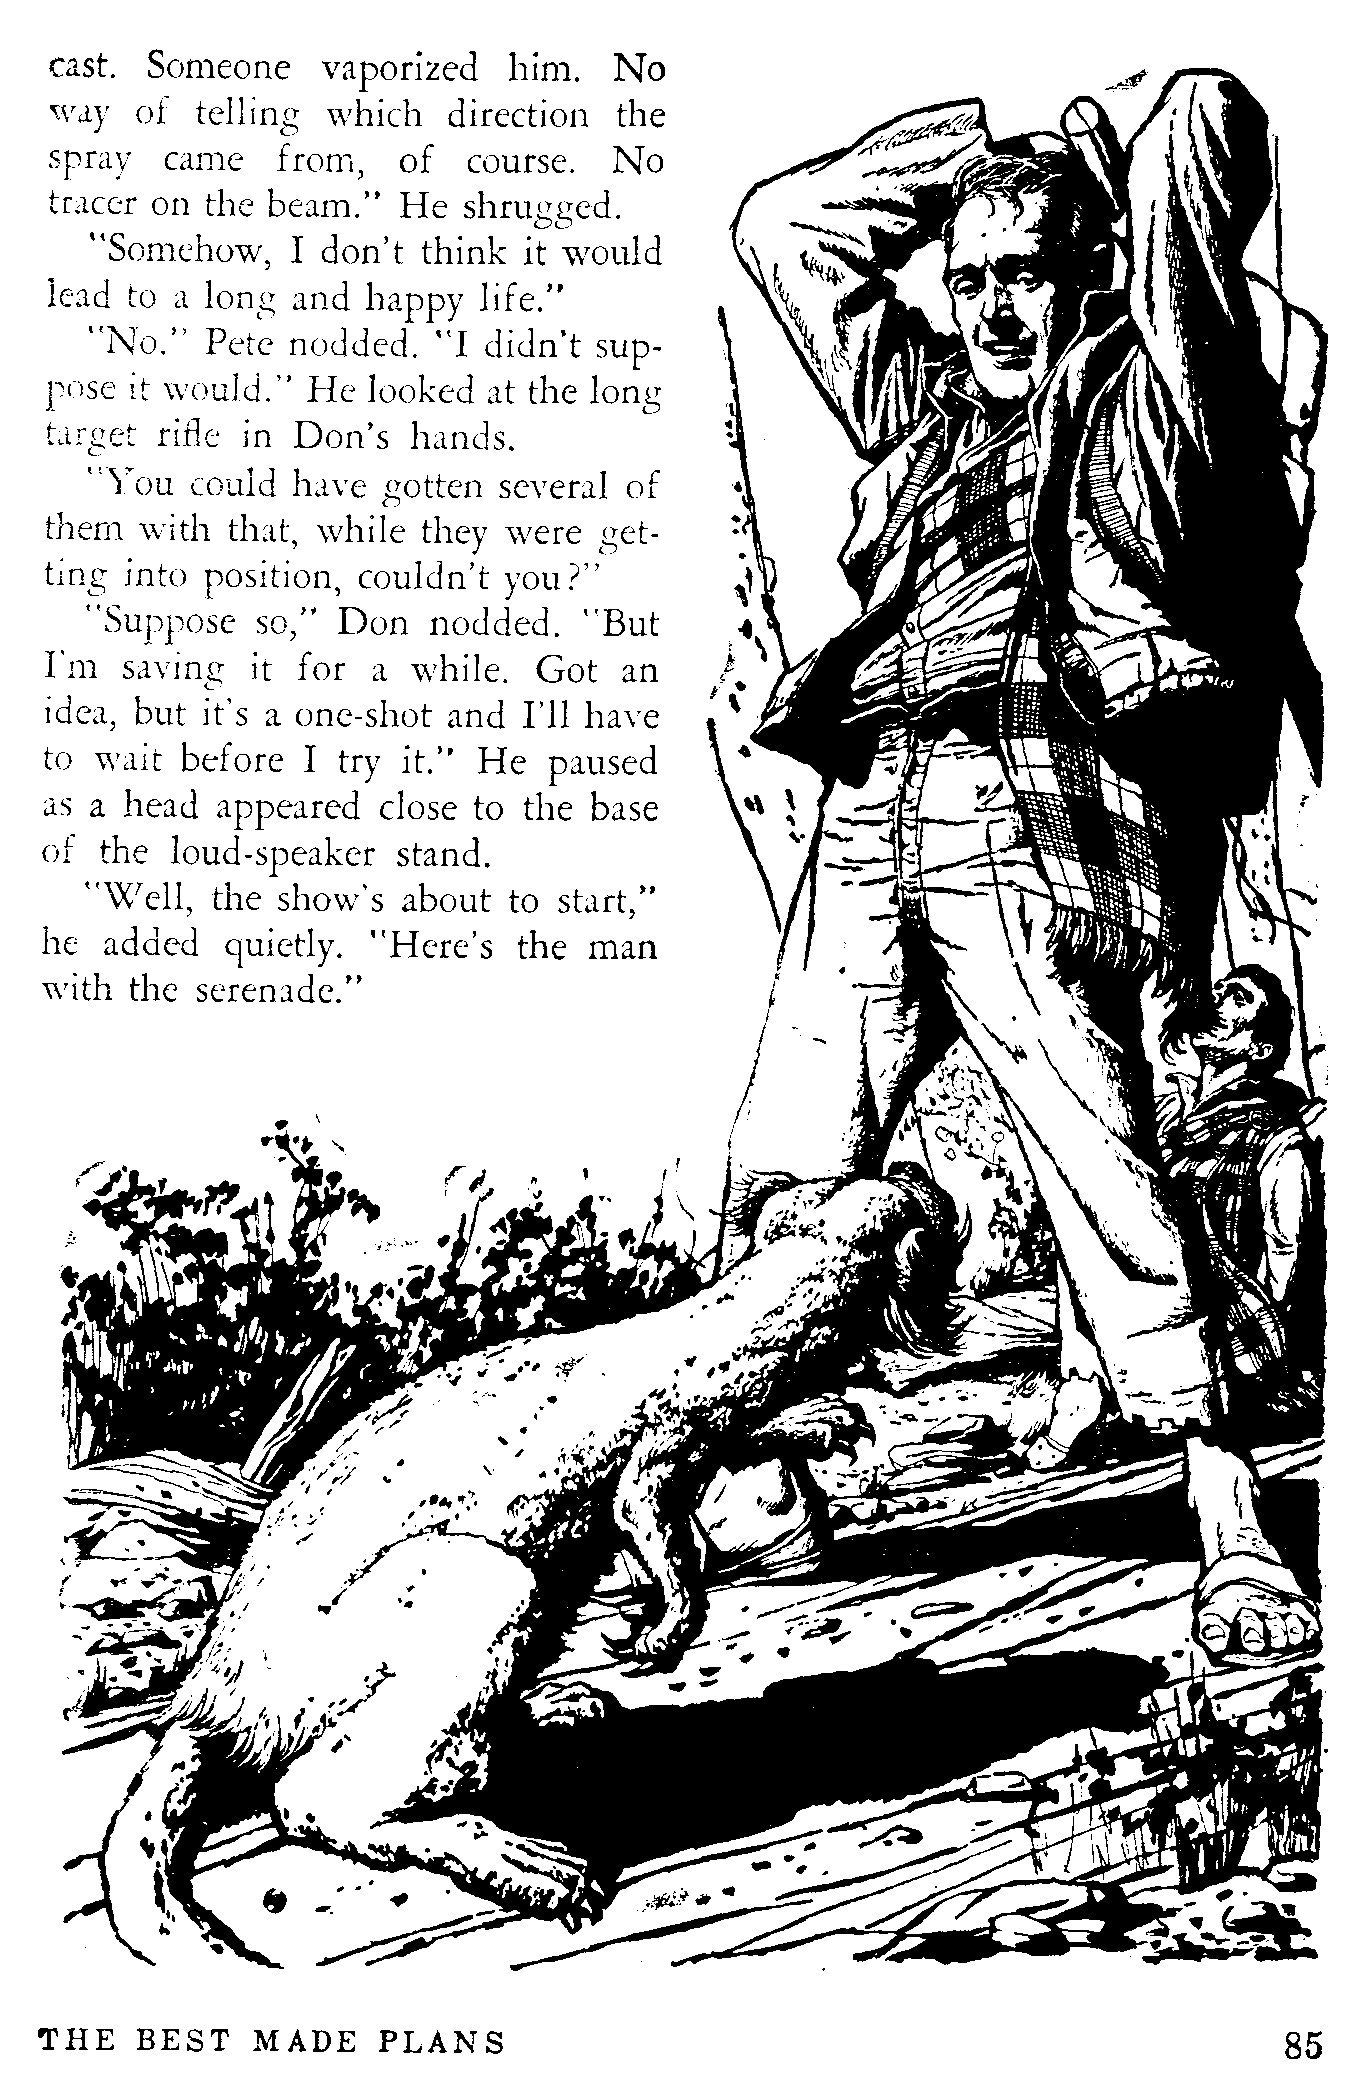 cast. Someone vaporized him. No
way of telling which direction the
spray came from, of course. No
tracer on the beam." He shrugged.
"Somehow, I don't think it would
lead to a long and happy life."
"No." Pete nodded. "I didn't sup-
pose it would." He looked at the long
target rifle in Don's hands.
"You could have gotten several of
them with that, while they were get-
ting into position, couldn't you?"
"Suppose so," Don nodded. "But
I'm saving it for a while. Got an
idea, but it's a one-shot and I'll have
to wait before I try it." He paused
as a head appeared close to the base
of the loud-speaker stand.
"Well, the show's about to start,"
he added quietly. "Here's the man
with the serenade."
THE BEST MADE PLANS
85